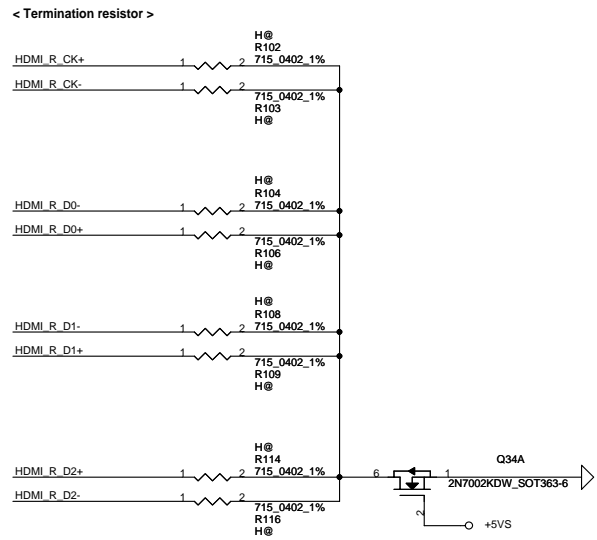 < Termination resistor >
H@
R102
HDMI_R_CK+ 1 2 715_0402_1%
HDMI_R_CK- 1 2 715_0402_1%
R103
H@
H@
R104
HDMI_R_D0- 1 2 715_0402_1%
HDMI_R_D0+ 1 2 715_0402_1%
R106
H@
H@
R108
HDMI_R_D1- 1 2 715_0402_1%
HDMI_R_D1+ 1 2 715_0402_1%
R109
H@
H@
R114
HDMI_R_D2+ 1 2 715_0402_1%
HDMI_R_D2- 1 2 715_0402_1%
R116
H@
Q34A
6 1
2N7002KDW_SOT363-6
2
+5VS